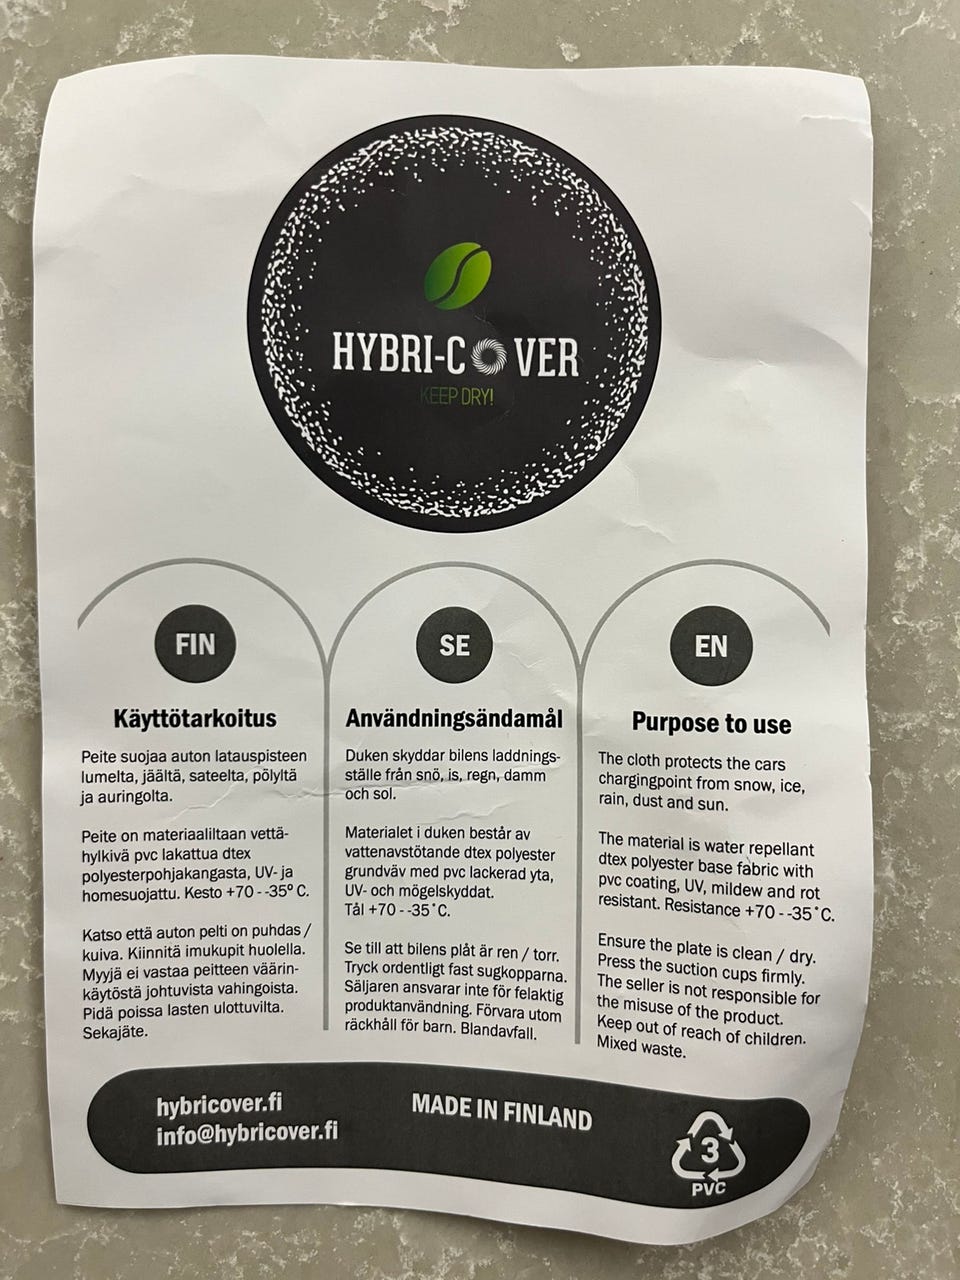 HYBRI-COVER
KEEP DRY!
FIN
Käyttötarkoitus
Peite suojaa auton latauspisteen
lumelta, jäältä, sateelta, pölyltä
ja auringolta.
Peite on materiaaliltaan vettä-
hylkivä pvc lakattua dtex
polyesterpohjakangasta, UV- ja
homesuojattu. Kesto +70 - -35° C.
Katso että auton pelti on puhdas /
kuiva. Kiinnitä imukupit huolella.
Myyjä ei vastaa peitteen väärin-
käytöstä johtuvista vahingoista.
Pidä poissa lasten ulottuvilta.
Sekajäte.
SE
Användningsändamål
Duken skyddar bilens laddnings-
ställe från snö, is, regn, damm
och sol.
Materialet i duken består av
vattenavstötande dtex polyester
grundväv med pvc lackerad yta,
UV- och mögelskyddat.
Tål +70 - -35°C.
Se till att bilens plåt är ren / torr.
Tryck ordentligt fast sugkopparna.
Säljaren ansvarar inte för felaktig
produktanvändning. Förvara utom
räckhåll för barn. Blandavfall.
EN
Purpose to use
The cloth protects the cars
chargingpoint from snow, ice,
rain, dust and sun.
The material is water repellant
dtex polyester base fabric with
pvc coating, UV, mildew and rot
resistant. Resistance +70 - -35°C.
Ensure the plate is clean / dry.
Press the suction cups firmly.
The seller is not responsible for
the misuse of the product.
Keep out of reach of children.
Mixed waste.
hybricover.fi
info@hybricover.fi
MADE IN FINLAND
3
PVC